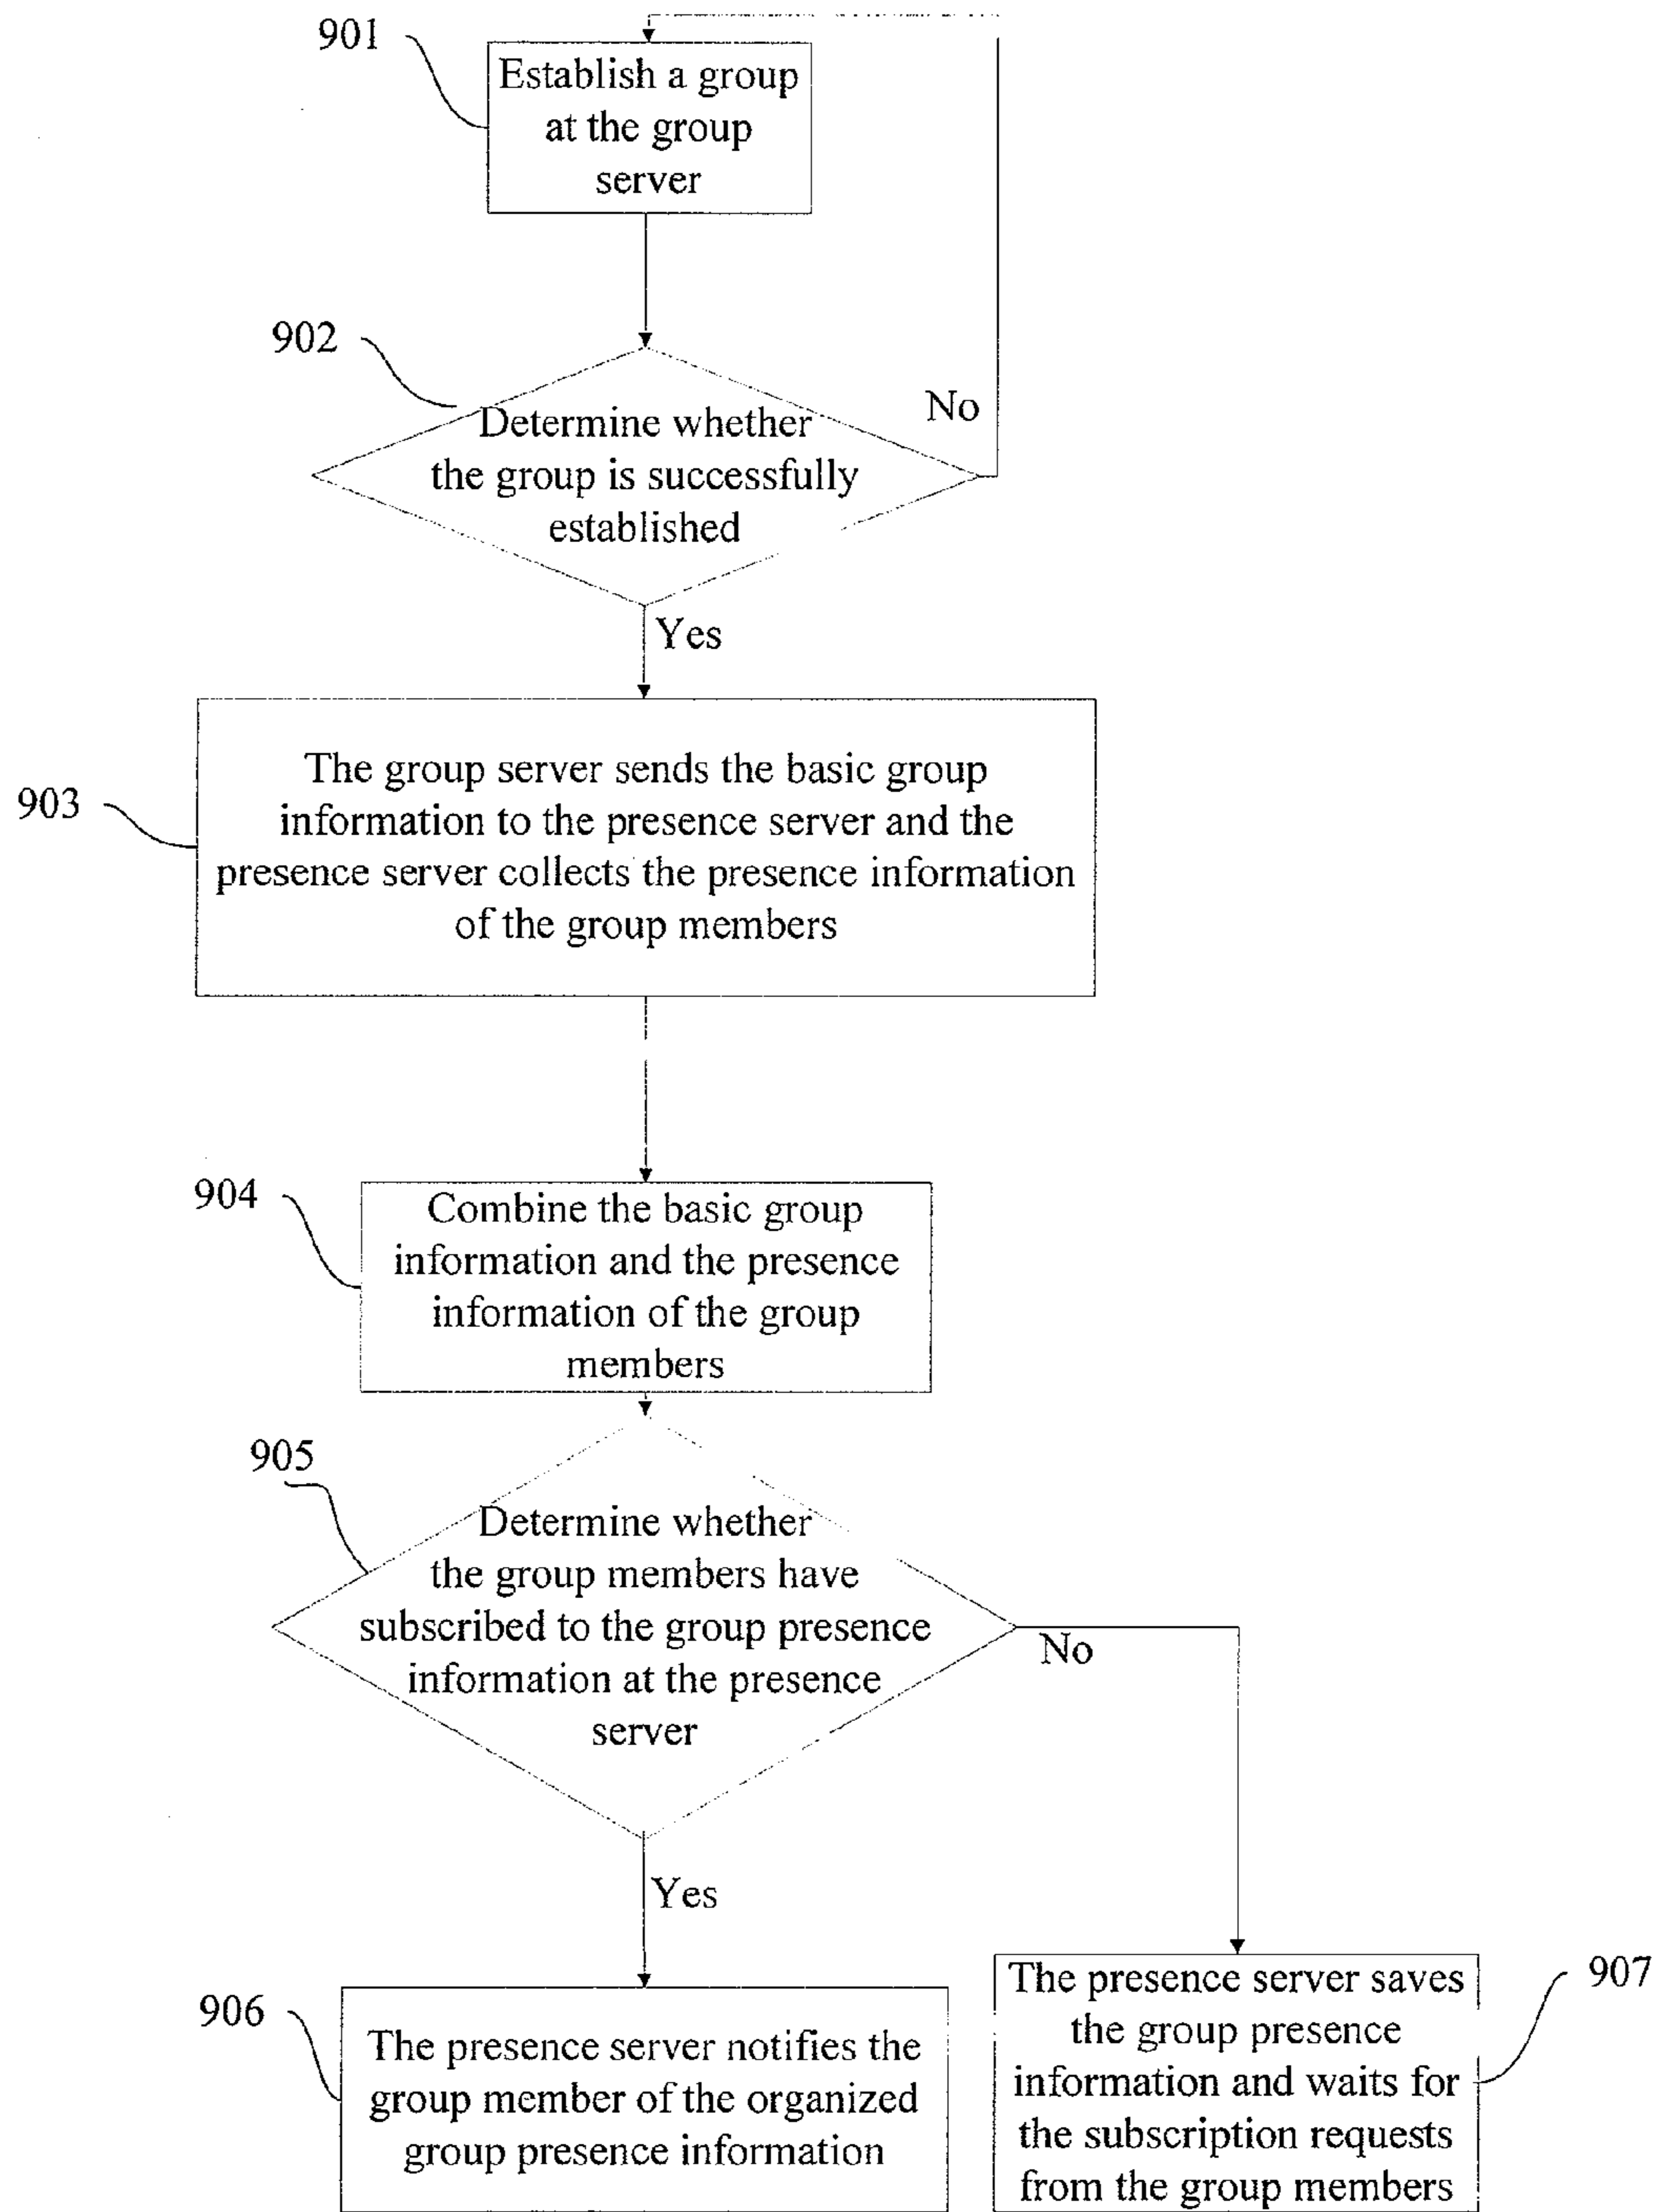 901
Establish a group
at the group
server
902
Determine whether
the group is successfully
established
No
Yes
903
The group server sends the basic group
information to the presence server and the
presence server collects the presence information
of the group members
904
Combine the basic group
information and the presence
information of the group
members
905
Determine whether
the group members have
subscribed to the group presence
information at the presence
server
No
Yes
906
The presence server notifies the
group member of the organized
group presence information
The presence server saves
the group presence
information and waits for
the subscription requests
from the group members
907